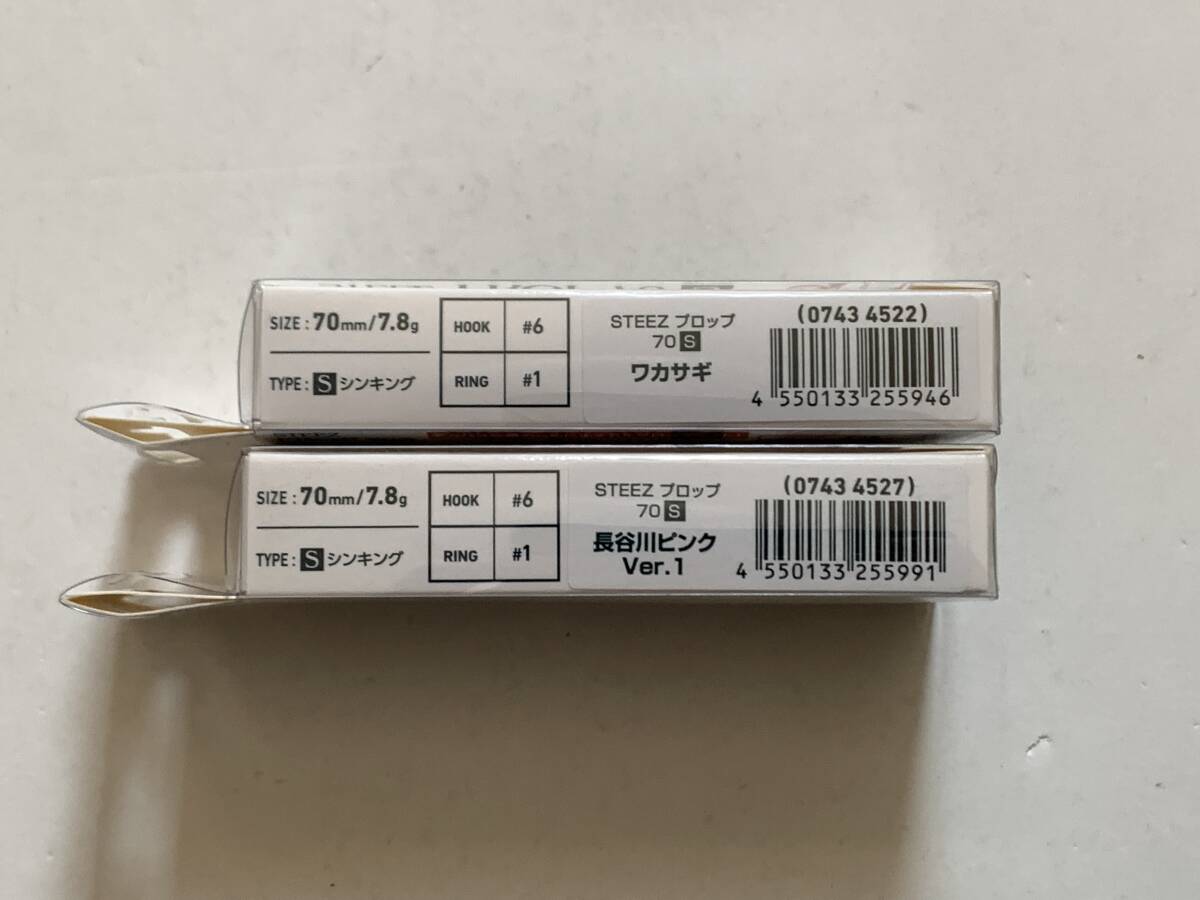 SIZE : 70mm/7.8g
TYPE : S シンキング
HOOK #6
RING #1
STEEZ プロップ
70 S
ワカサギ
(0743 4522)
4 550133 255946
STEEZ
SIZE : 70mm/7.8g
TYPE : S シンキング
HOOK #6
RING #1
STEEZ プロップ
70 S
長谷川ピンク
Ver.1
(0743 4527)
4 550133 255991